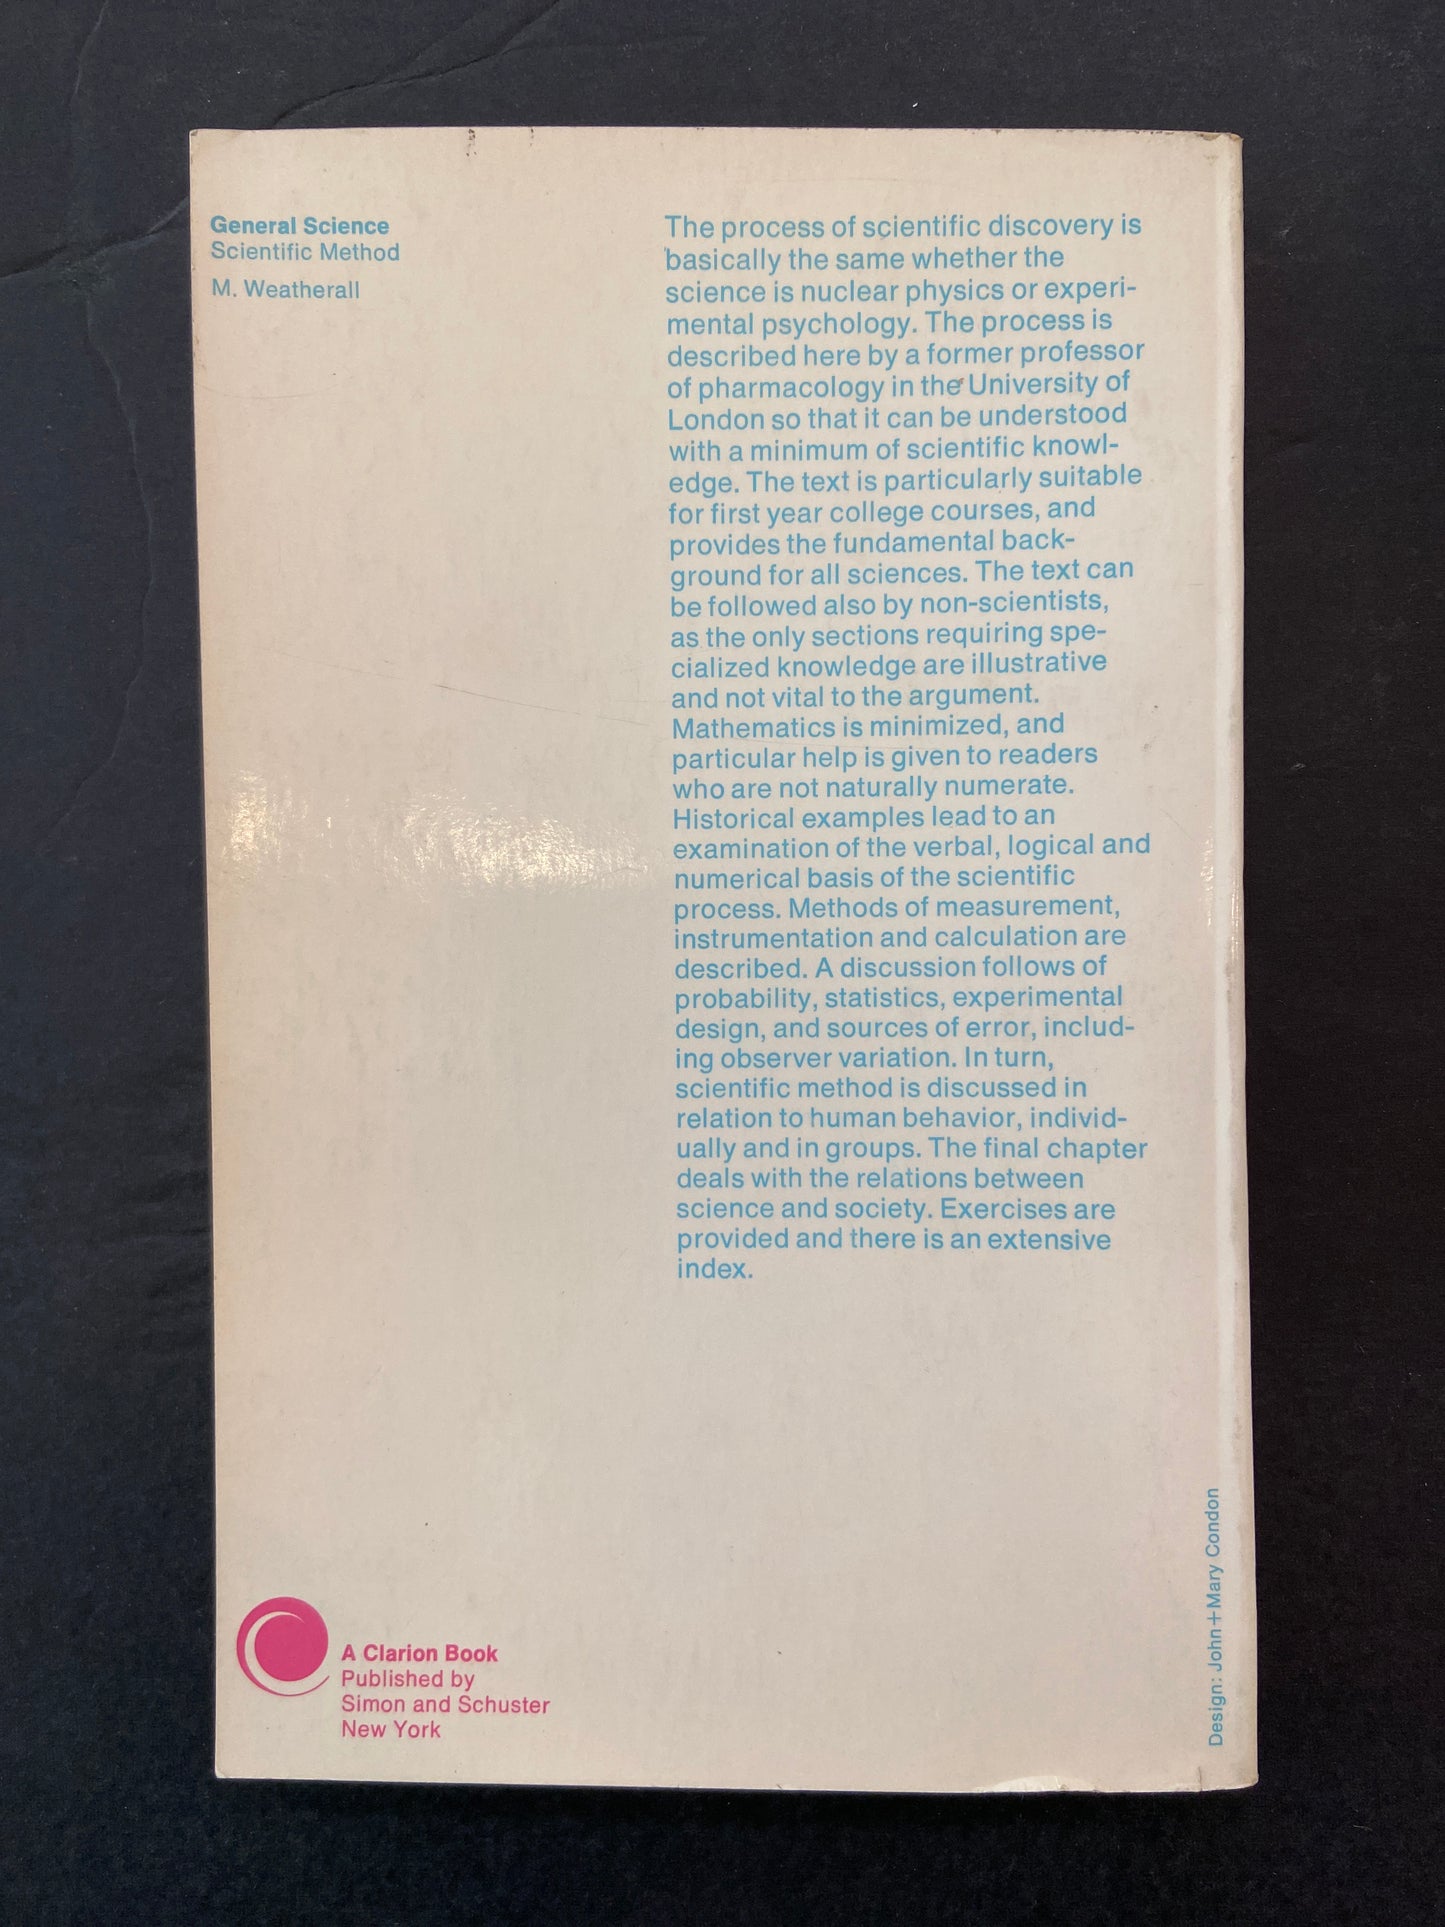 General Science
Scientific Method
M. Weatherall
The process of scientific discovery is
basically the same whether the
science is nuclear physics or experi-
mental psychology. The process is
described here by a former professor
of pharmacology in the University of
London so that it can be understood
with a minimum of scientific knowl-
edge. The text is particularly suitable
for first year college courses, and
provides the fundamental back-
ground for all sciences. The text can
be followed also by non-scientists,
as the only sections requiring spe-
cialized knowledge are illustrative
and not vital to the argument.
Mathematics is minimized, and
particular help is given to readers
who are not naturally numerate.
Historical examples lead to an
examination of the verbal, logical and
numerical basis of the scientific
process. Methods of measurement,
instrumentation and calculation are
described. A discussion follows of
probability, statistics, experimental
design, and sources of error, includ-
ing observer variation. In turn,
scientific method is discussed in
relation to human behavior, individ-
ually and in groups. The final chapter
deals with the relations between
science and society. Exercises are
provided and there is an extensive
index.
A Clarion Book
Published by
Simon and Schuster
New York
Design: John+Mary Condon